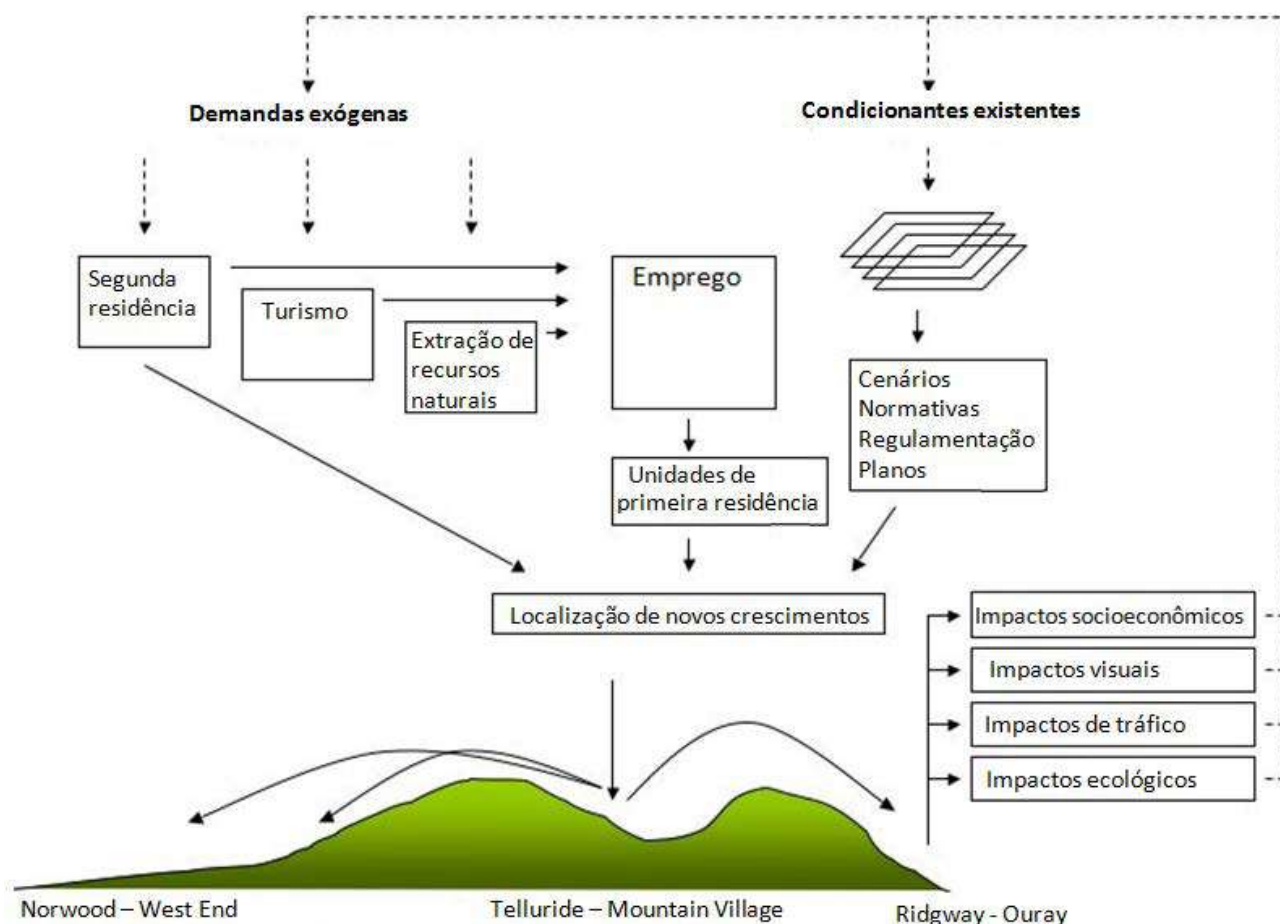 Demandas exógenas
Condicionantes existentes
Segunda
residência
Turismo
Extração de
recursos
naturais
Emprego
Unidades de
primeira residência
Cenários
Normativas
Regulamentação
Planos
Localização de novos crescimentos
Impactos socioeconômicos
Impactos visuais
Impactos de tráfico
Impactos ecológicos
Norwood – West End
Telluride – Mountain Village
Ridgway - Ouray